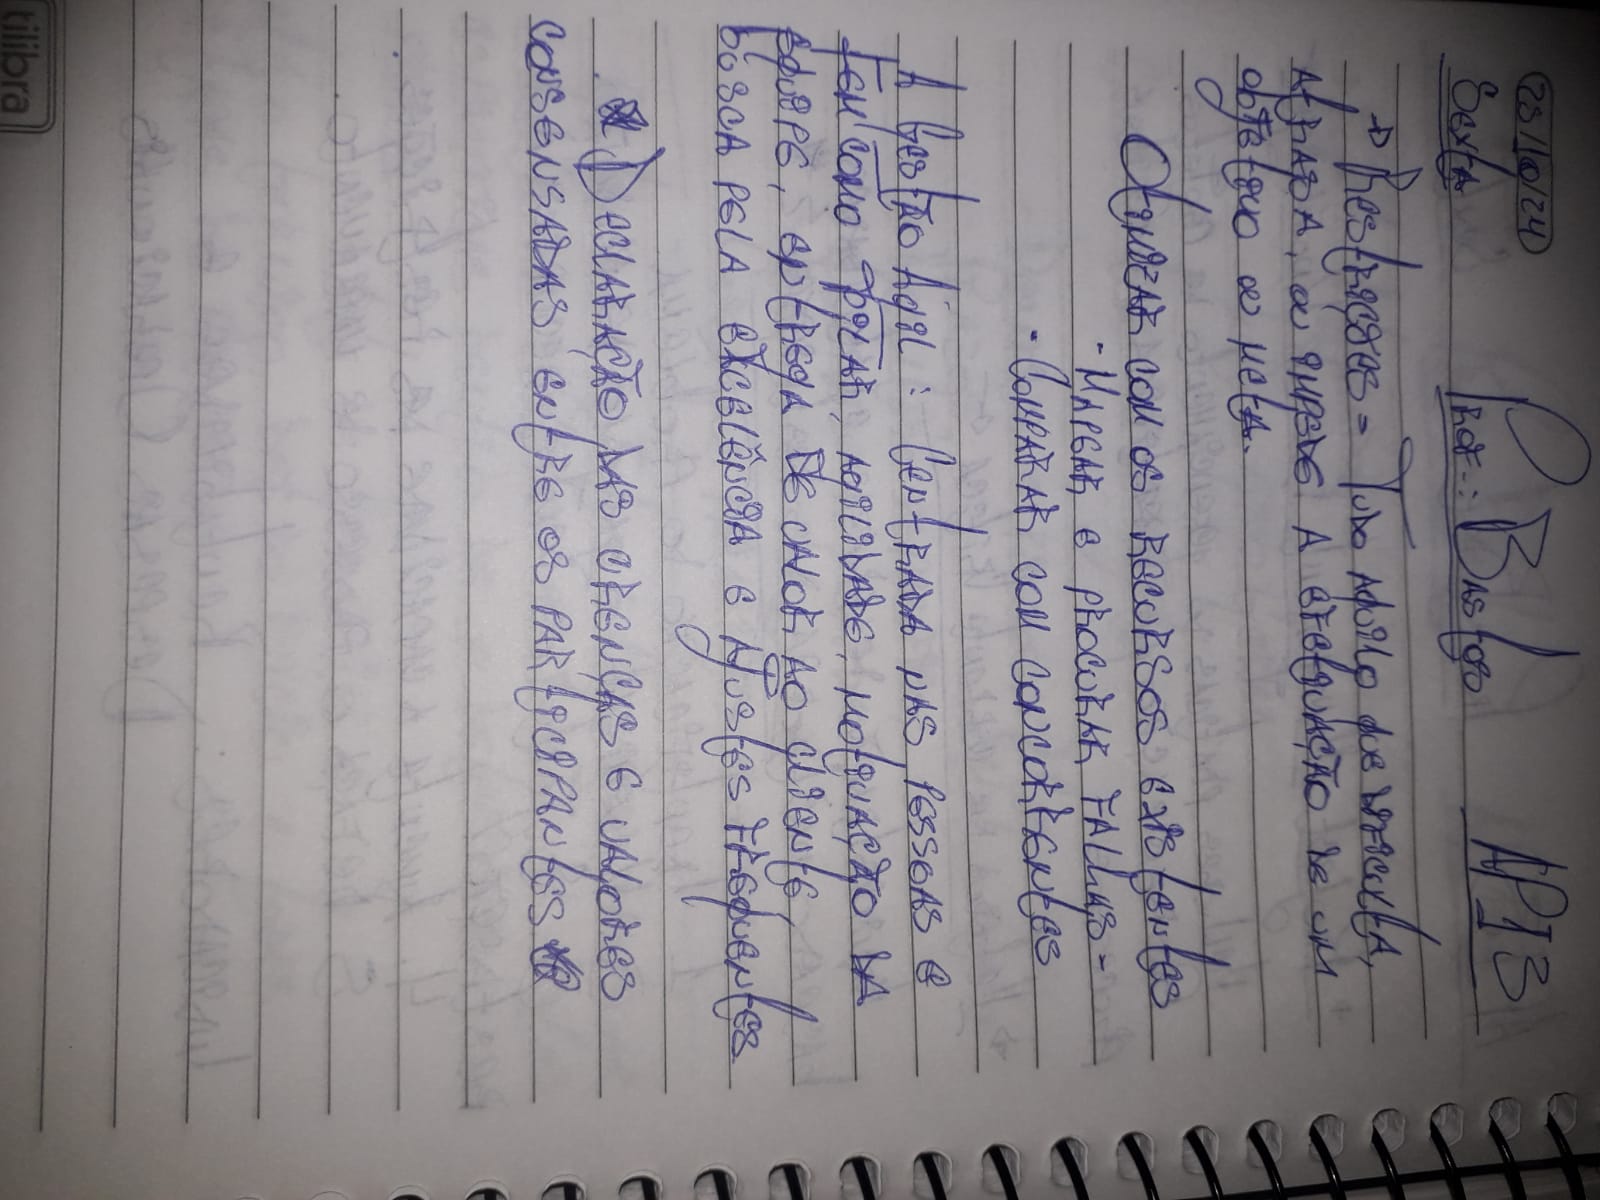 25/10/24
Sexta Prof.: Bastos API3
→ Restrições = Tudo aquilo que dificulta,
atrasa, ou impede a efetivação de um
objetivo ou meta.
Otimizar com os recursos existentes
- Mapear e procurar falhas -
- Comparar com concorrentes
A Gestão Ágil: Centrada nas pessoas e
tem como pilar, agilidade, motivação da
equipe, entrega de valor ao cliente,
busca pela excelência e ajustes frequentes
Declaração das crenças e valores
consensadas entre os participantes
tilibra